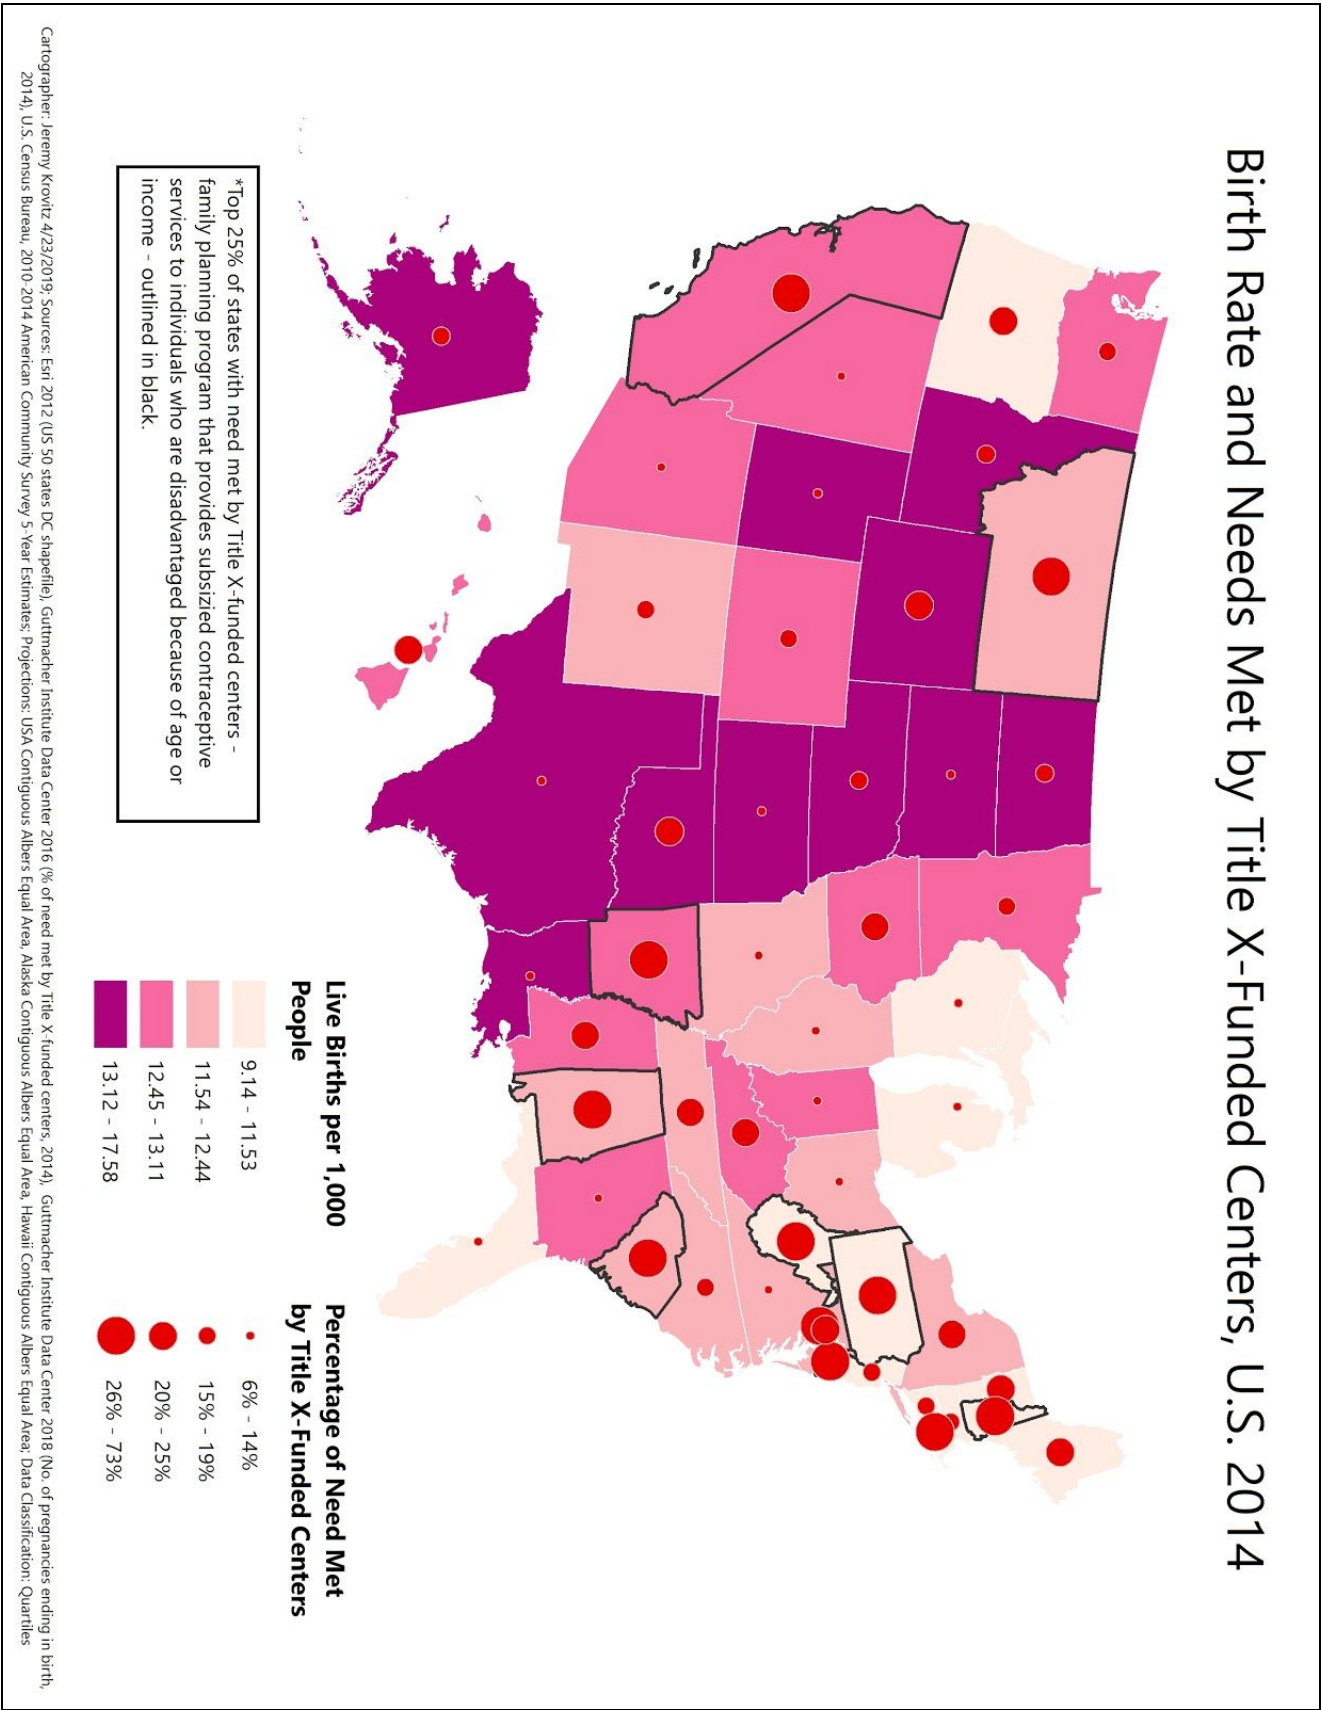 Birth Rate and Needs Met by Title X-Funded Centers, U.S. 2014
*Top 25% of states with need met by Title X-funded centers -
family planning program that provides subsizied contraceptive
services to individuals who are disadvantaged because of age or
income - outlined in black.
Live Births per 1,000
People
9.14 - 11.53
11.54 - 12.44
12.45 - 13.11
13.12 - 17.58
Percentage of Need Met
by Title X-Funded Centers
6% - 14%
15% - 19%
20% - 25%
26% - 73%
Cartographer: Jeremy Krovitz 4/23/2019; Sources: Esri 2012 (US 50 states DC shapefile), Guttmacher Institute Data Center 2016 (% of need met by Title X funded centers, 2014), Guttmacher Institute Data Center 2018 (No. of pregnancies ending in birth,
2014), U.S. Census Bureau, 2010-2014 American Community Survey 5-Year Estimates; Projections: USA Contiguous Albers Equal Area, Alaska Contiguous Albers Equal Area, Hawaii Contiguous Albers Equal Area; Data Classification: Quartiles